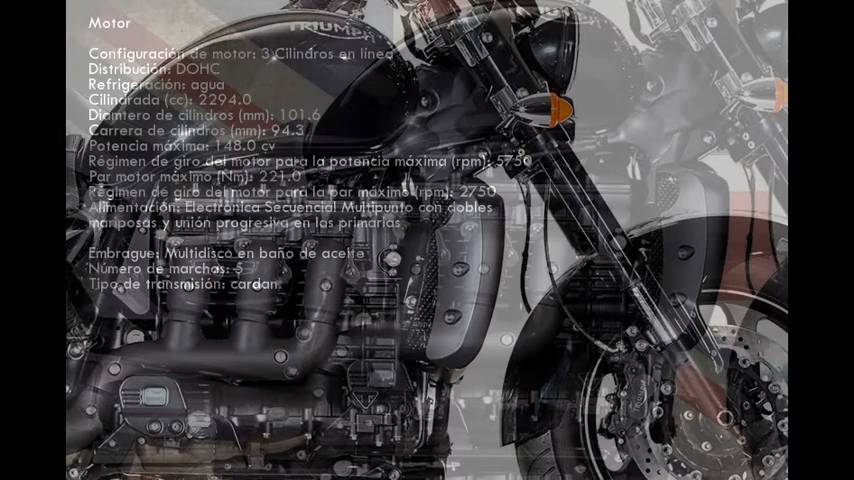 TRIUMPH
Motor
Configuración de motor: 3 Cilindros en línea
Distribución: DOHC
Refrigeración: agua
Cilindrada (cc): 2294.0
Diámtero de cilindros (mm): 101.6
Carrera de cilindros (mm): 94.3
Potencia máxima: 148.0 cv
Régimen de giro del motor para la potencia máxima (rpm): 5750
Par motor máximo (Nm): 221.0
Régimen de giro del motor para la par máximo (rpm): 2750
Alimentación: Electrónica Secuencial Multipunto con dobles
mariposas y unión progresiva en las primarias
Embrague: Multidisco en baño de aceite
Número de marchas: 5
Tipo de transmisión: cardan